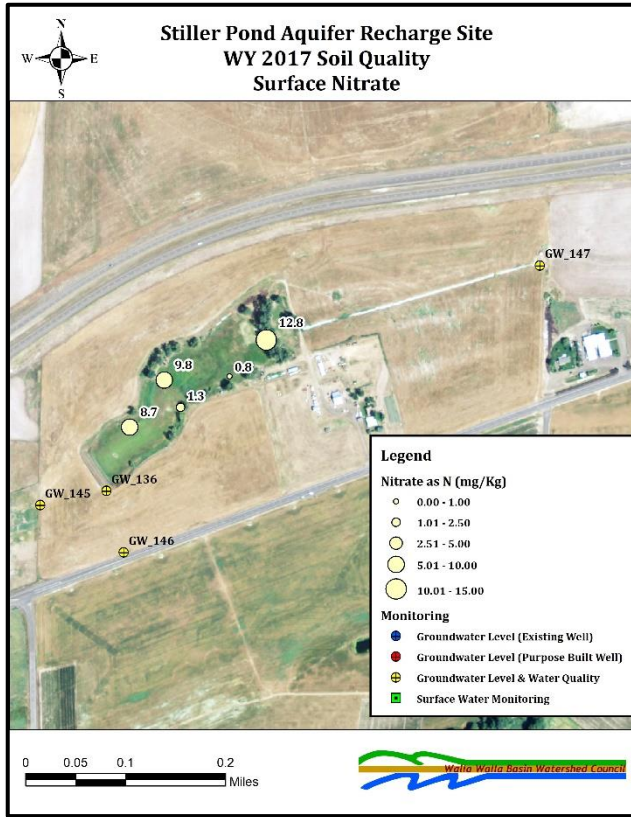 Stiller Pond Aquifer Recharge Site
WY 2017 Soil Quality
Surface Nitrate
N
W E
S
GW_147
12.8
9.8
0.8
1.3
8.7
GW_136
GW_145
GW_146
Legend
Nitrate as N (mg/Kg)
0.00 - 1.00
1.01 - 2.50
2.51 - 5.00
5.01 - 10.00
10.01 - 15.00
Monitoring
Groundwater Level (Existing Well)
Groundwater Level (Purpose Built Well)
Groundwater Level & Water Quality
Surface Water Monitoring
0 0.05 0.1 0.2
Miles
Walla Walla Basin Watershed Council